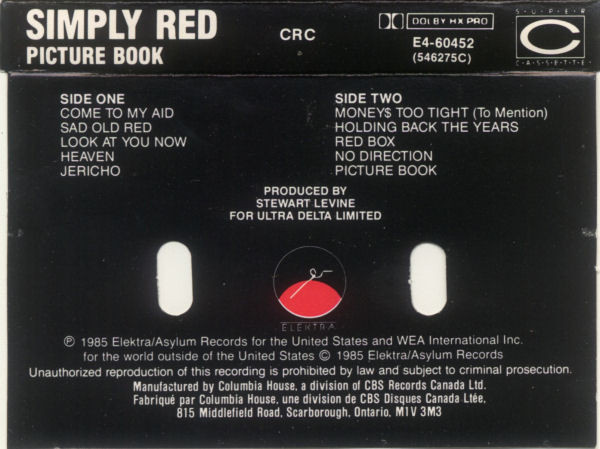 SIMPLY RED
PICTURE BOOK
CRC
DOLBY HX PRO
E4-60452
(546275C)
SUPER
C
CASSETTE
SIDE ONE
COME TO MY AID
SAD OLD RED
LOOK AT YOU NOW
HEAVEN
JERICHO
SIDE TWO
MONEY$ TOO TIGHT (To Mention)
HOLDING BACK THE YEARS
RED BOX
NO DIRECTION
PICTURE BOOK
PRODUCED BY
STEWART LEVINE
FOR ULTRA DELTA LIMITED
ELEKTRA
℗ 1985 Elektra/Asylum Records for the United States and WEA International Inc.
for the world outside of the United States © 1985 Elektra/Asylum Records
Unauthorized reproduction of this recording is prohibited by law and subject to criminal prosecution.
Manufactured by Columbia House, a division of CBS Records Canada Ltd.
Fabriqué par Columbia House, une division de CBS Disques Canada Ltée,
815 Middlefield Road, Scarborough, Ontario, M1V 3M3